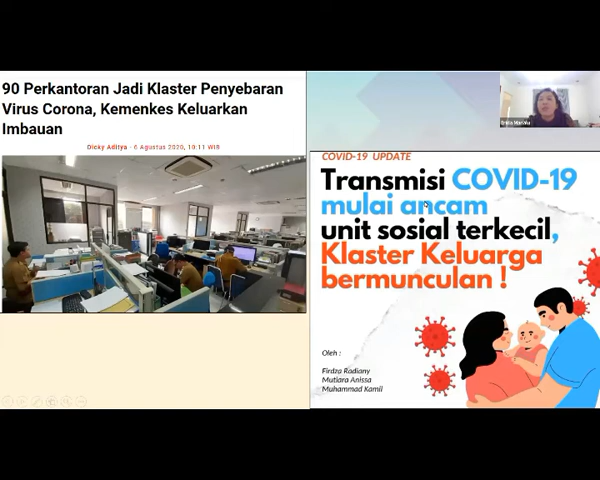 90 Perkantoran Jadi Klaster Penyebaran
Virus Corona, Kemenkes Keluarkan
Imbauan
Dicky Aditya - 6 Agustus 2020, 10:11 WIB
COVID-19 UPDATE
Transmisi COVID-19
mulai ancam
unit sosial terkecil,
Klaster Keluarga
bermunculan !
Oleh :
Firdza Radiany
Mutiara Anissa
Muhammad Kamil